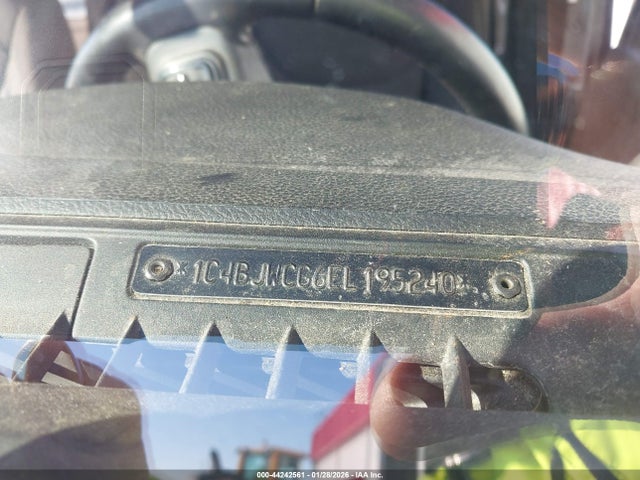 *1C4BJWCG6FL195240*
000-44242561 | 01/28/2026 | IAA Inc.